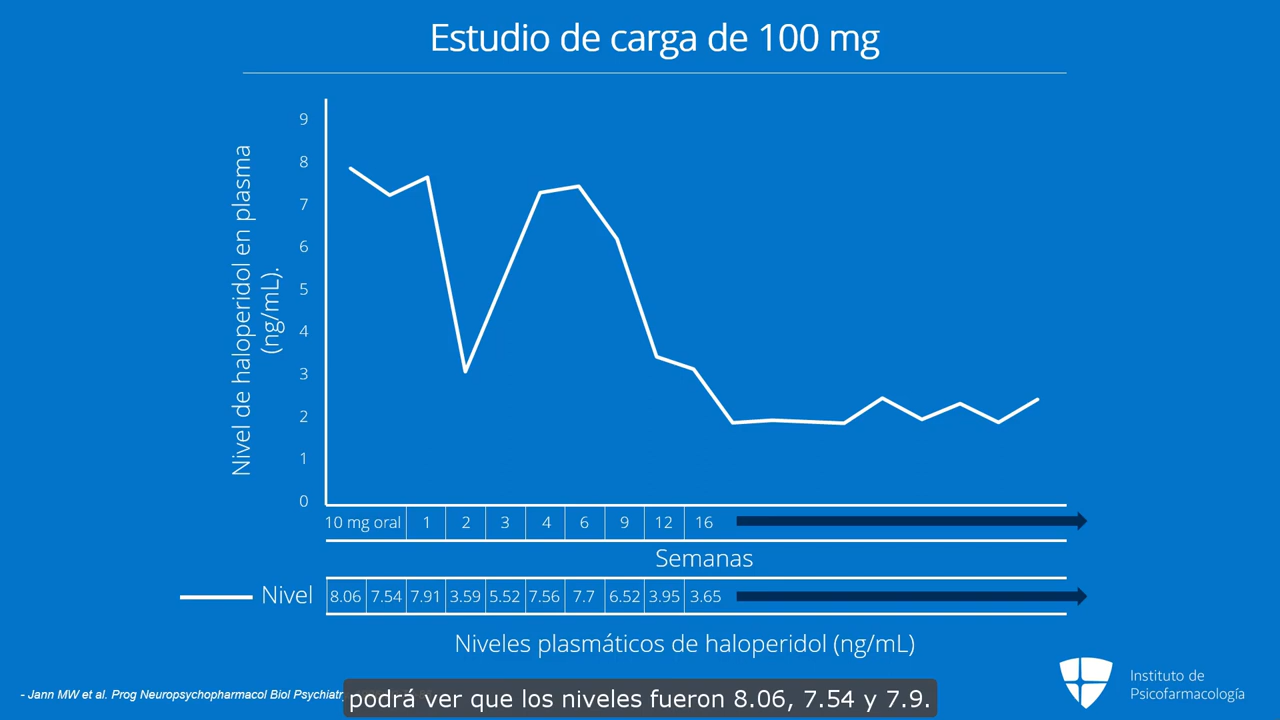 Estudio de carga de 100 mg
Nivel de haloperidol en plasma
(ng/mL).
9
8
7
6
5
4
3
2
1
0
10 mg oral 1 2 3 4 6 9 12 16
Semanas
Nivel 8.06 7.54 7.91 3.59 5.52 7.56 7.7 6.52 3.95 3.65
Niveles plasmáticos de haloperidol (ng/mL)
- Jann MW et al. Prog Neuropsychopharmacol Biol Psychiatry
podrá ver que los niveles fueron 8.06, 7.54 y 7.9.
Instituto de
Psicofarmacología